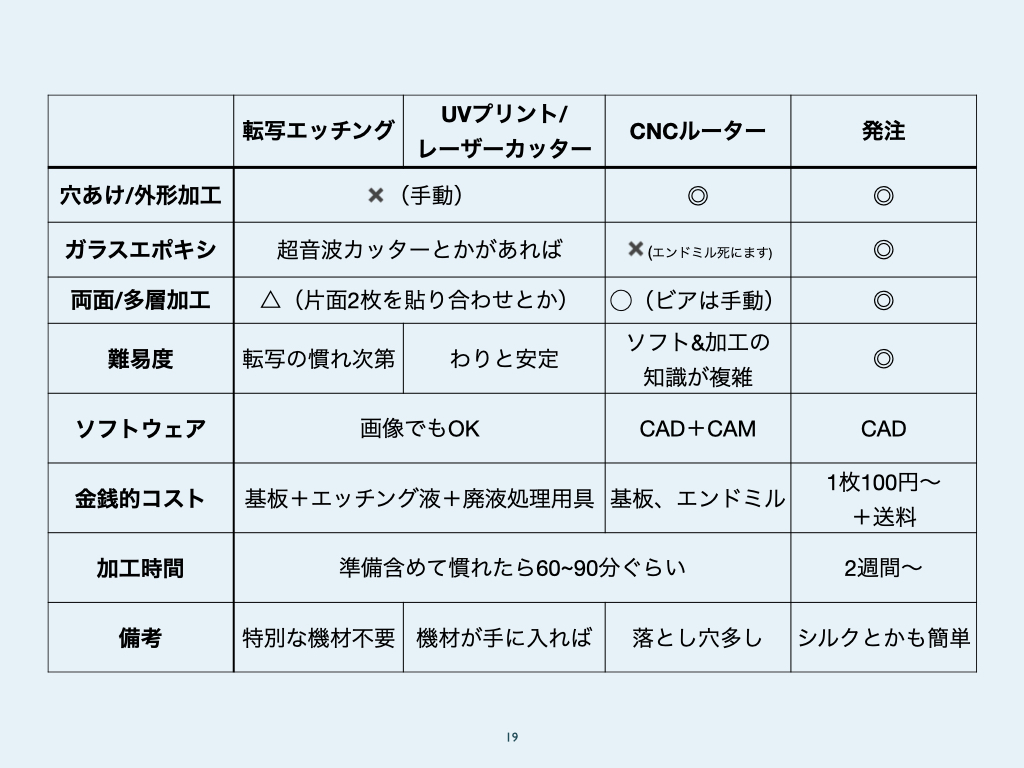 転写エッチング
UVプリント/
レーザーカッター
CNCルーター
発注
穴あけ/外形加工
✖（手動）
◎
◎
ガラスエポキシ
超音波カッターとかがあれば
✖(エンドミル死にます)
◎
両面/多層加工
△（片面2枚を貼り合わせとか）
◯（ビアは手動）
◎
難易度
転写の慣れ次第
わりと安定
ソフト&加工の
知識が複雑
◎
ソフトウェア
画像でもOK
CAD＋CAM
CAD
金銭的コスト
基板＋エッチング液＋廃液処理用具
基板、エンドミル
1枚100円〜
＋送料
加工時間
準備含めて慣れたら60~90分ぐらい
2週間〜
備考
特別な機材不要
機材が手に入れば
落とし穴多し
シルクとかも簡単
19